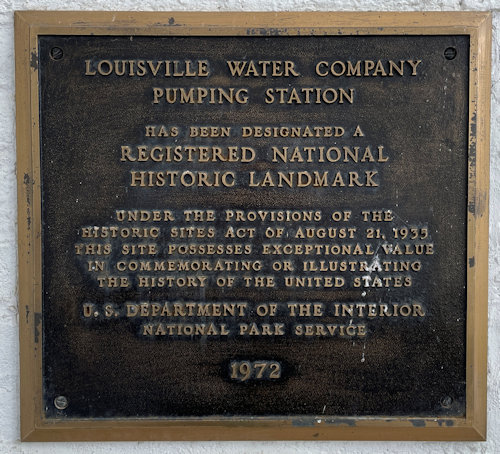 LOUISVILLE WATER COMPANY
PUMPING STATION
HAS BEEN DESIGNATED A
REGISTERED NATIONAL
HISTORIC LANDMARK
UNDER THE PROVISIONS OF THE
HISTORIC SITES ACT OF AUGUST 21, 1935
THIS SITE POSSESSES EXCEPTIONAL VALUE
IN COMMEMORATING OR ILLUSTRATING
THE HISTORY OF THE UNITED STATES
U. S. DEPARTMENT OF THE INTERIOR
NATIONAL PARK SERVICE
1972